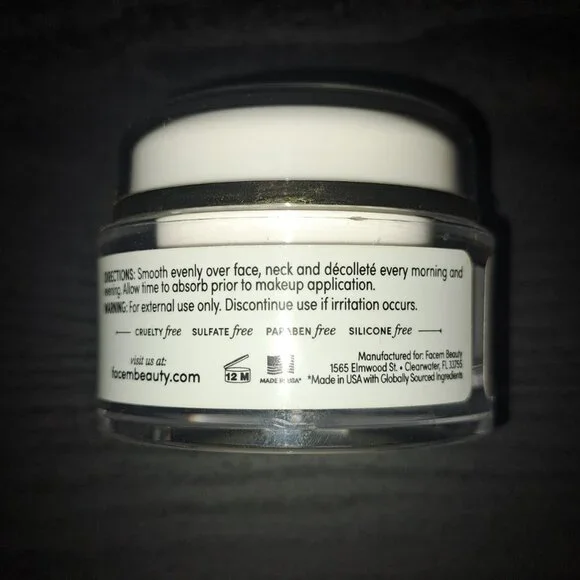 DIRECTIONS: Smooth evenly over face, neck and décolleté every morning and
evening. Allow time to absorb prior to makeup application.
WARNING: For external use only. Discontinue use if irritation occurs.
CRUELTY free SULFATE free PARABEN free SILICONE free
visit us at:
facembeauty.com
12 M
MADE IN USA*
Manufactured for: Facem Beauty
1565 Elmwood St. • Clearwater, FL 33755
*Made in USA with Globally Sourced Ingredients